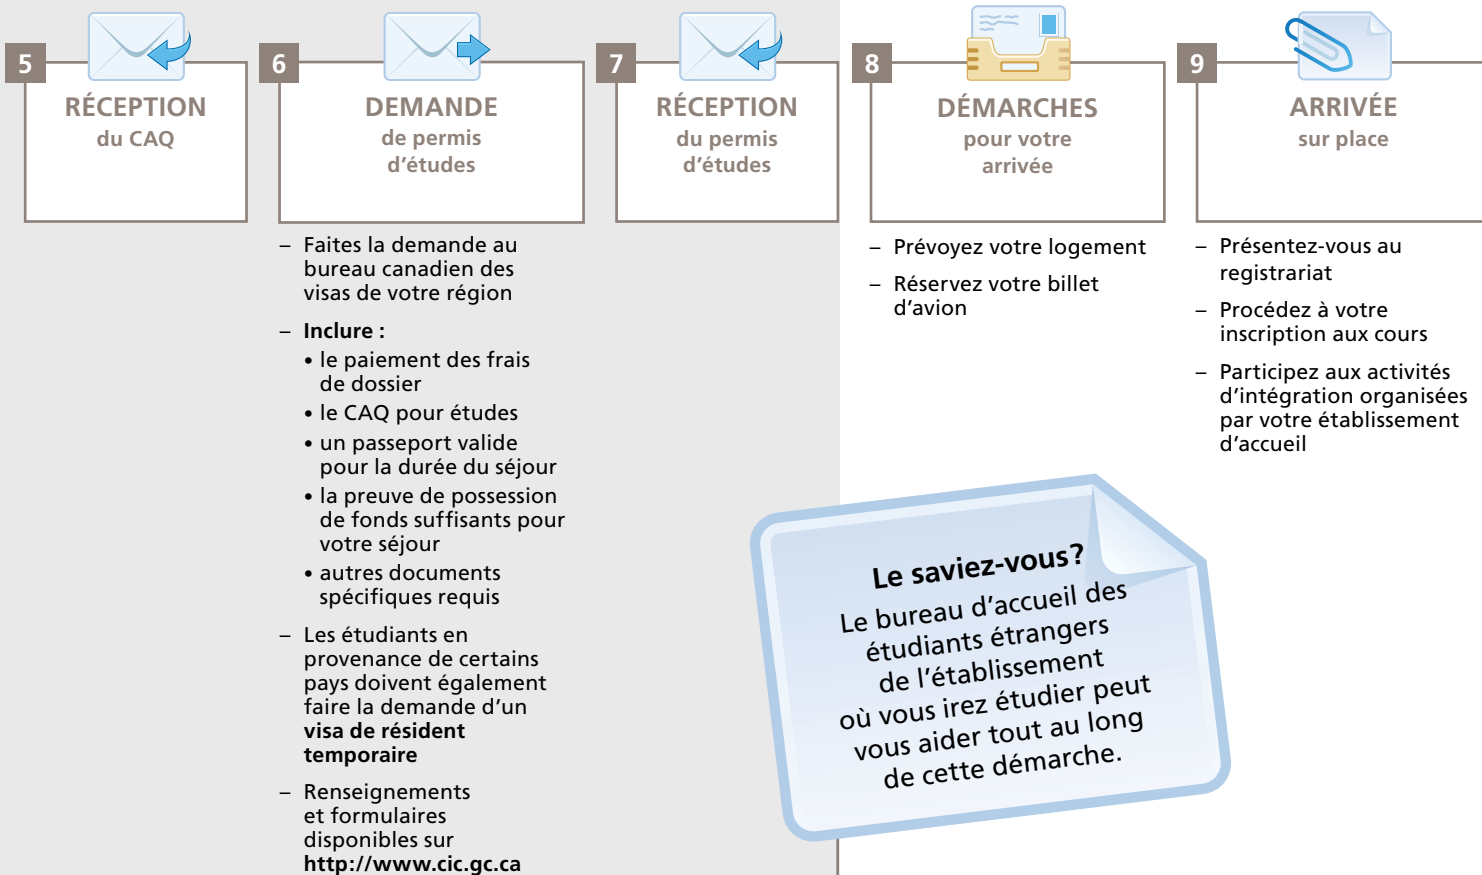 5
RÉCEPTION
du CAQ
6
DEMANDE
de permis
d’études
– Faites la demande au
bureau canadien des
visas de votre région
– Inclure :
• le paiement des frais
de dossier
• le CAQ pour études
• un passeport valide
pour la durée du séjour
• la preuve de possession
de fonds suffisants pour
votre séjour
• autres documents
spécifiques requis
– Les étudiants en
provenance de certains
pays doivent également
faire la demande d’un
visa de résident
temporaire
– Renseignements
et formulaires
disponibles sur
http://www.cic.gc.ca
7
RÉCEPTION
du permis
d’études
8
DÉMARCHES
pour votre
arrivée
– Prévoyez votre logement
– Réservez votre billet
d’avion
9
ARRIVÉE
sur place
– Présentez-vous au
registrariat
– Procédez à votre
inscription aux cours
– Participez aux activités
d’intégration organisées
par votre établissement
d’accueil
Le saviez-vous?
Le bureau d’accueil des
étudiants étrangers
de l’établissement
où vous irez étudier peut
vous aider tout au long
de cette démarche.